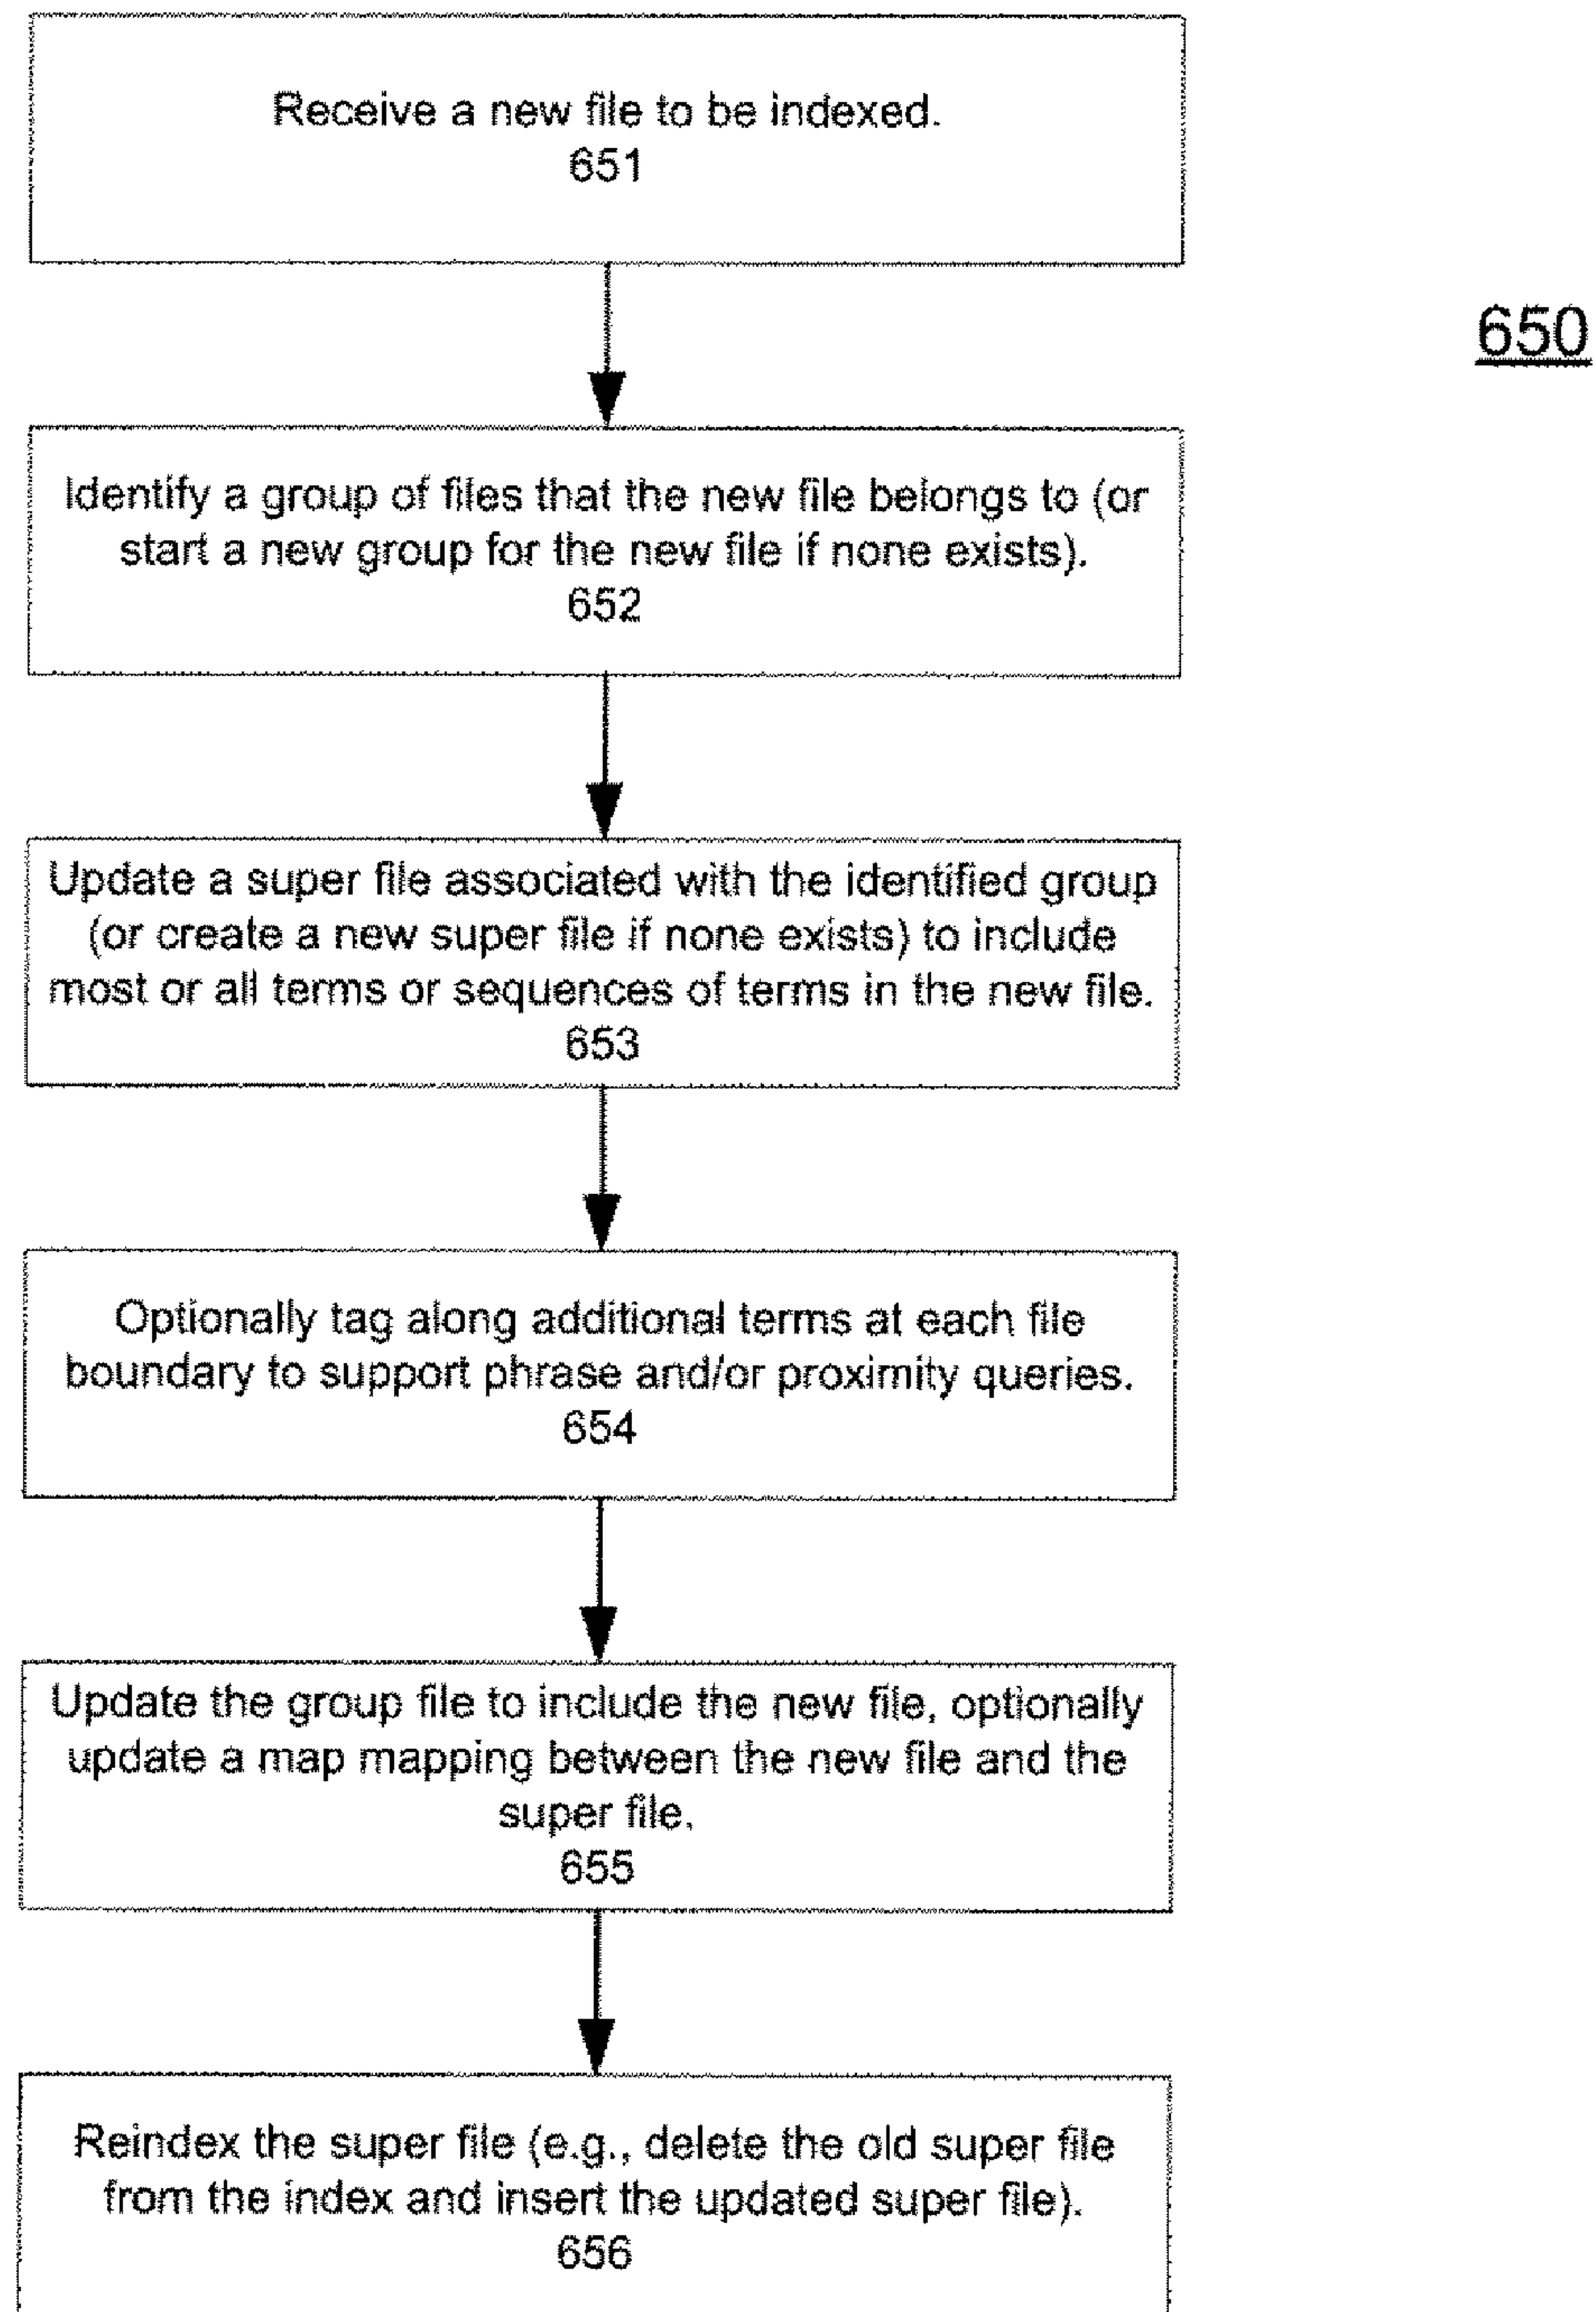 Receive a new file to be indexed.
651
650
Identify a group of files that the new file belongs to (or
start a new group for the new file if none exists).
652
Update a super file associated with the identified group
(or create a new super file if none exists) to include
most or all terms or sequences of terms in the new file.
653
Optionally tag along additional terms at each file
boundary to support phrase and/or proximity queries.
654
Update the group file to include the new file, optionally
update a map mapping between the new file and the
super file.
655
Reindex the super file (e.g., delete the old super file
from the index and insert the updated super file).
656